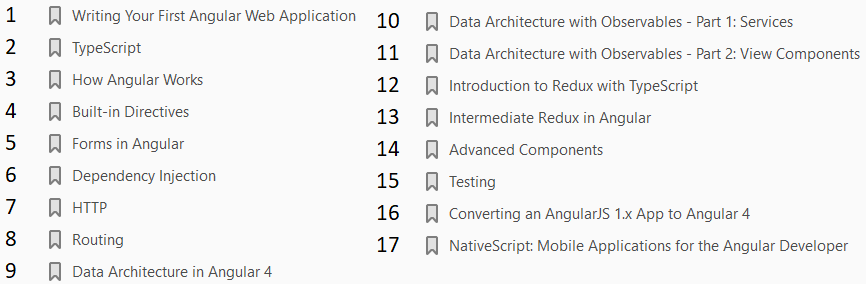 1 Writing Your First Angular Web Application
2 TypeScript
3 How Angular Works
4 Built-in Directives
5 Forms in Angular
6 Dependency Injection
7 HTTP
8 Routing
9 Data Architecture in Angular 4
10 Data Architecture with Observables - Part 1: Services
11 Data Architecture with Observables - Part 2: View Components
12 Introduction to Redux with TypeScript
13 Intermediate Redux in Angular
14 Advanced Components
15 Testing
16 Converting an AngularJS 1.x App to Angular 4
17 NativeScript: Mobile Applications for the Angular Developer